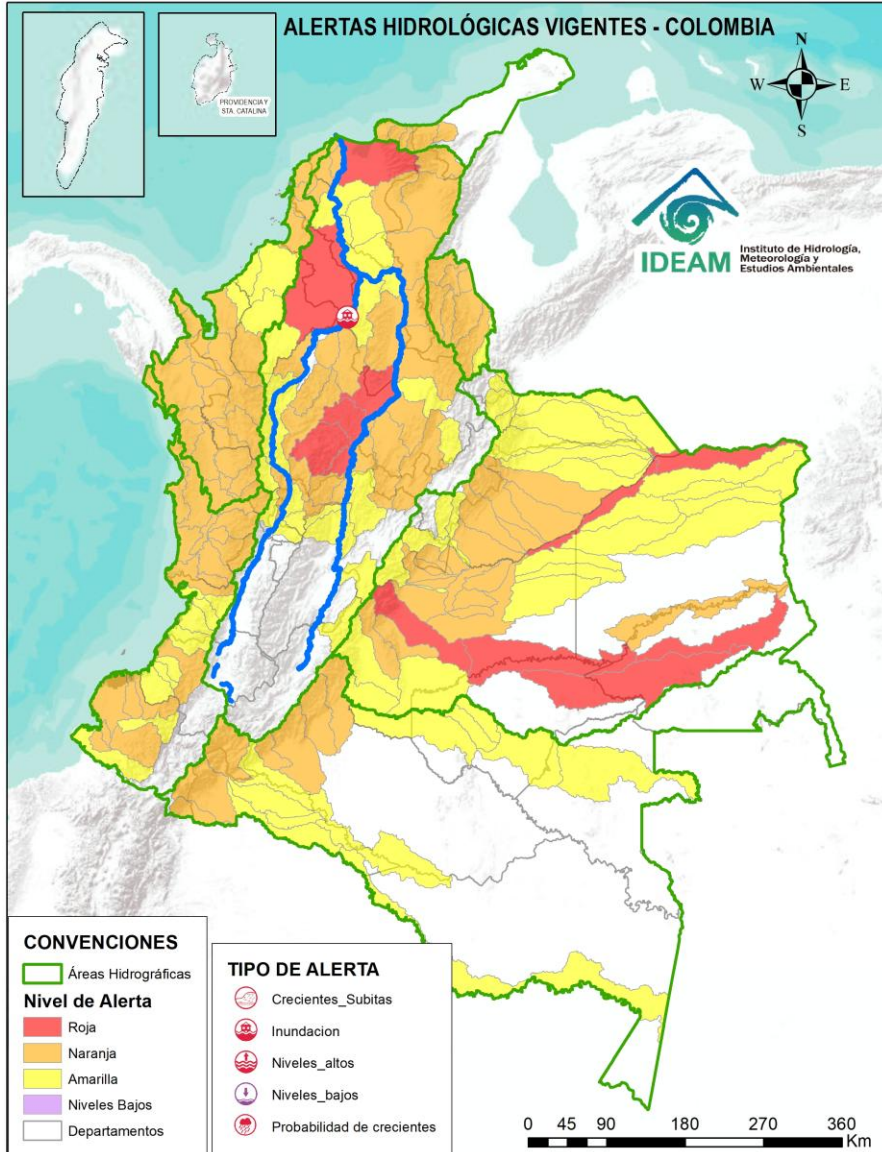 ALERTAS HIDROLÓGICAS VIGENTES - COLOMBIA
PROVIDENCIA Y
STA. CATALINA
N
W
E
S
IDEAM
Instituto de Hidrología,
Meteorología y
Estudios Ambientales
CONVENCIONES
Áreas Hidrográficas
Nivel de Alerta
Roja
Naranja
Amarilla
Niveles Bajos
Departamentos
TIPO DE ALERTA
Crecientes_Subitas
Inundacion
Niveles_altos
Niveles_bajos
Probabilidad de crecientes
0 45 90 180 270 360
Km